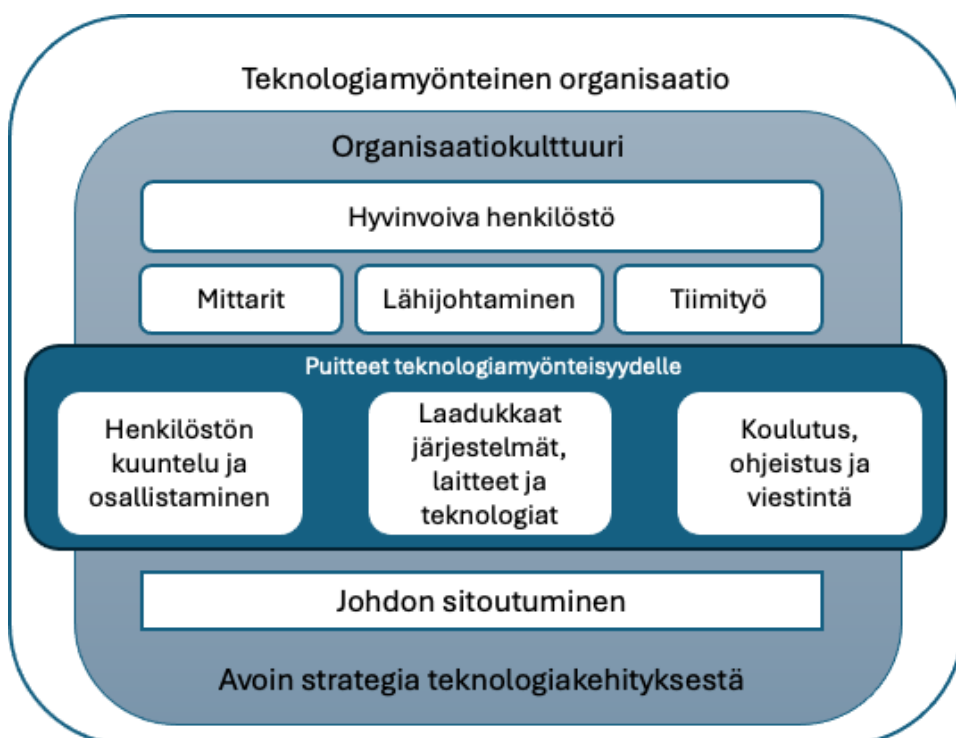 Teknologiamyönteinen organisaatio
Organisaatiokulttuuri
Hyvinvoiva henkilöstö
Mittarit
Lähijohtaminen
Tiimityö
Puitteet teknologiamyönteisyydelle
Henkilöstön
kuuntelu ja
osallistaminen
Laadukkaat
järjestelmät,
laitteet ja
teknologiat
Koulutus,
ohjeistus ja
viestintä
Johdon sitoutuminen
Avoin strategia teknologiakehityksestä